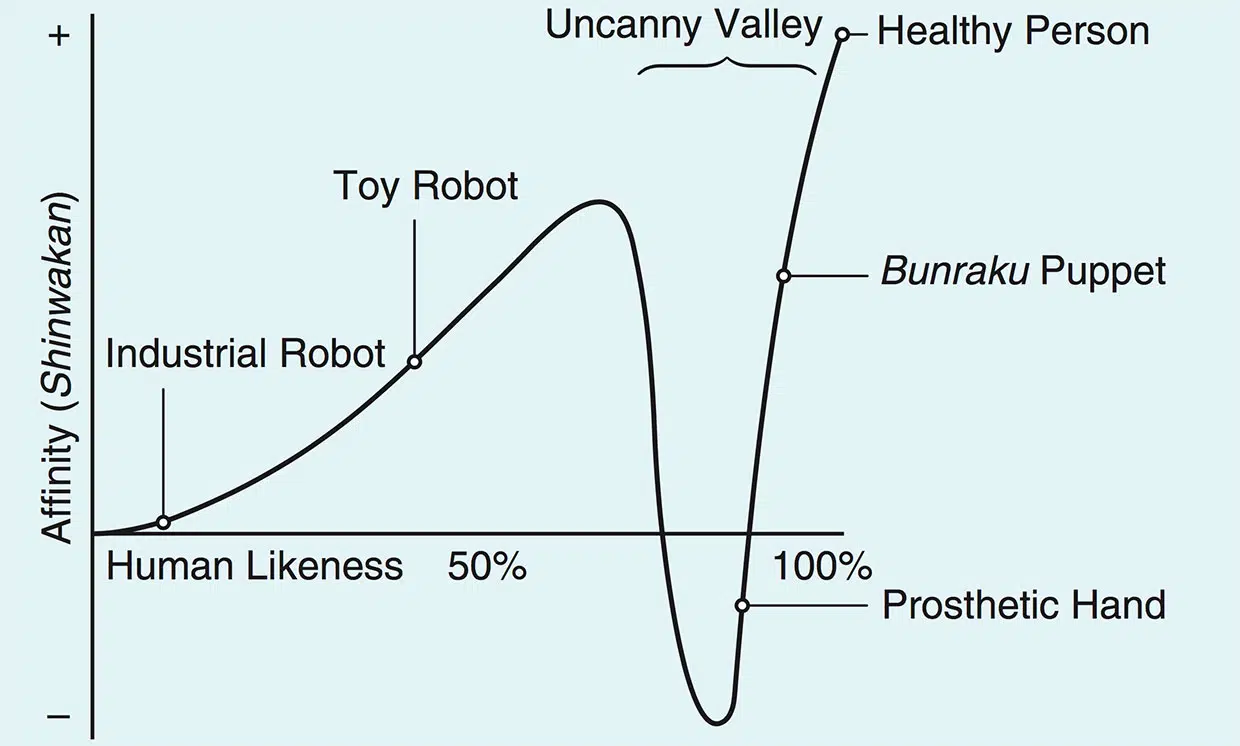 +
Uncanny Valley
Healthy Person
Toy Robot
Affinity (Shinwakan)
Bunraku Puppet
Industrial Robot
Human Likeness 50% 100%
Prosthetic Hand
–